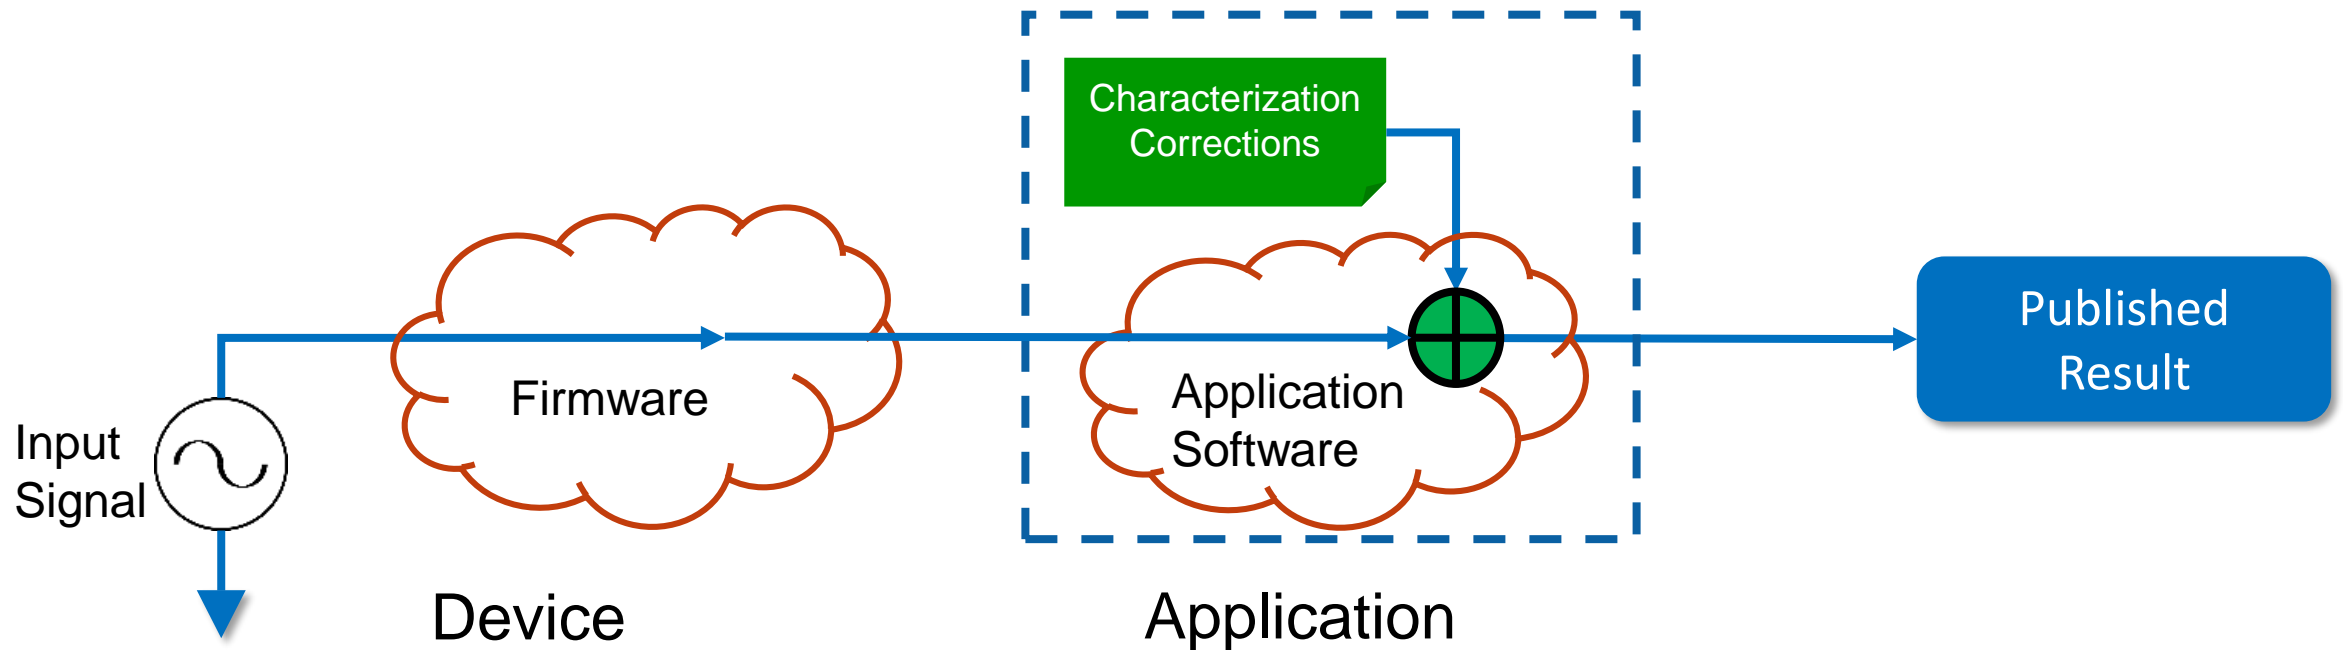 Characterization
Corrections
Firmware
Application
Software
Input
Signal
Published
Result
Device
Application